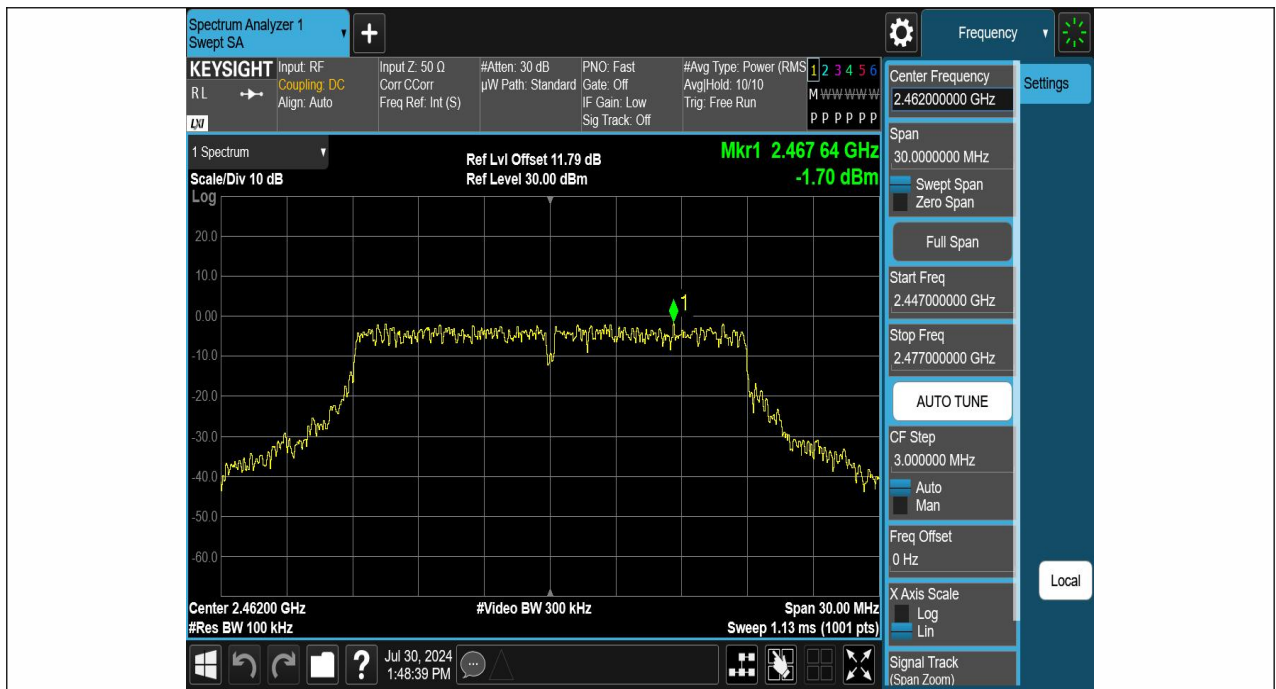 Spectrum Analyzer 1
Swept SA
+
Frequency
KEYSIGHT
RL
LXI
Input: RF
Coupling: DC
Align: Auto
Input Z: 50 Ω
Corr CCorr
Freq Ref: Int (S)
#Atten: 30 dB
µW Path: Standard
PNO: Fast
Gate: Off
IF Gain: Low
Sig Track: Off
#Avg Type: Power (RMS
Avg|Hold: 10/10
Trig: Free Run
1 2 3 4 5 6
M W W W W W
P P P P P P
1 Spectrum
Scale/Div 10 dB
Log
Ref Lvl Offset 11.79 dB
Ref Level 30.00 dBm
Mkr1 2.467 64 GHz
-1.70 dBm
20.0
10.0
0.00
-10.0
-20.0
-30.0
-40.0
-50.0
-60.0
1
Center 2.46200 GHz
#Res BW 100 kHz
#Video BW 300 kHz
Span 30.00 MHz
Sweep 1.13 ms (1001 pts)
Center Frequency
2.462000000 GHz
Settings
Span
30.0000000 MHz
Swept Span
Zero Span
Full Span
Start Freq
2.447000000 GHz
Stop Freq
2.477000000 GHz
AUTO TUNE
CF Step
3.000000 MHz
Auto
Man
Freq Offset
0 Hz
X Axis Scale
Log
Lin
Local
Signal Track
(Span Zoom)
?
Jul 30, 2024
1:48:39 PM